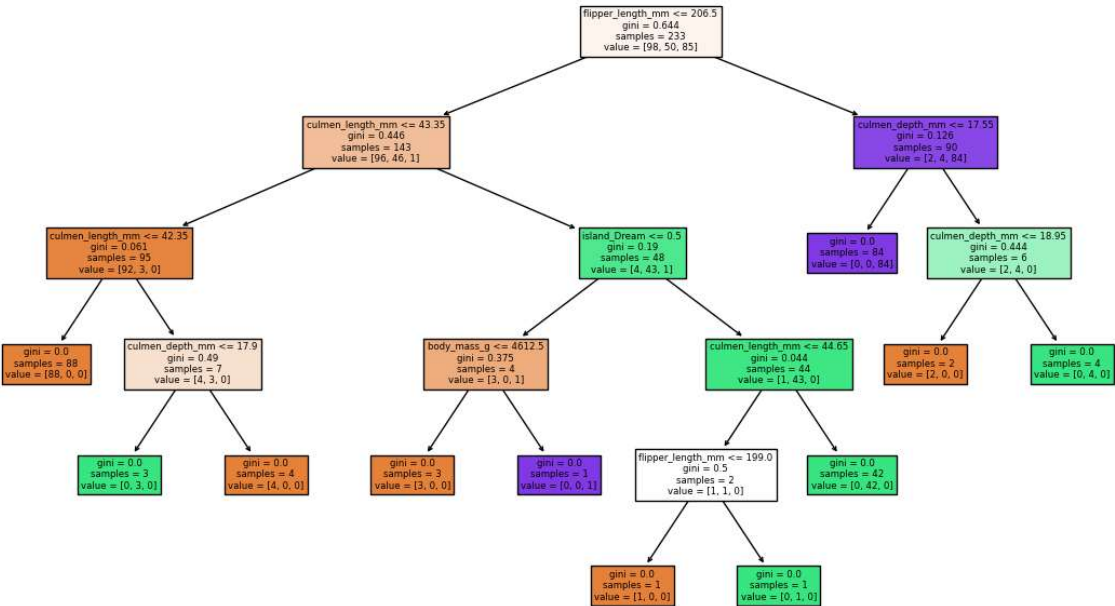 flipper_length_mm <= 206.5
gini = 0.644
samples = 233
value = [98, 50, 85]
culmen_length_mm <= 43.35
gini = 0.446
samples = 143
value = [96, 46, 1]
culmen_depth_mm <= 17.55
gini = 0.126
samples = 90
value = [2, 4, 84]
culmen_length_mm <= 42.35
gini = 0.061
samples = 95
value = [92, 3, 0]
island_Dream <= 0.5
gini = 0.19
samples = 48
value = [4, 43, 1]
gini = 0.0
samples = 84
value = [0, 0, 84]
culmen_depth_mm <= 18.95
gini = 0.444
samples = 6
value = [2, 4, 0]
gini = 0.0
samples = 88
value = [88, 0, 0]
culmen_depth_mm <= 17.9
gini = 0.49
samples = 7
value = [4, 3, 0]
body_mass_g <= 4612.5
gini = 0.375
samples = 4
value = [3, 0, 1]
culmen_length_mm <= 44.65
gini = 0.044
samples = 44
value = [1, 43, 0]
gini = 0.0
samples = 2
value = [2, 0, 0]
gini = 0.0
samples = 4
value = [0, 4, 0]
gini = 0.0
samples = 3
value = [0, 3, 0]
gini = 0.0
samples = 4
value = [4, 0, 0]
gini = 0.0
samples = 3
value = [3, 0, 0]
gini = 0.0
samples = 1
value = [0, 0, 1]
flipper_length_mm <= 199.0
gini = 0.5
samples = 2
value = [1, 1, 0]
gini = 0.0
samples = 42
value = [0, 42, 0]
gini = 0.0
samples = 1
value = [1, 0, 0]
gini = 0.0
samples = 1
value = [0, 1, 0]